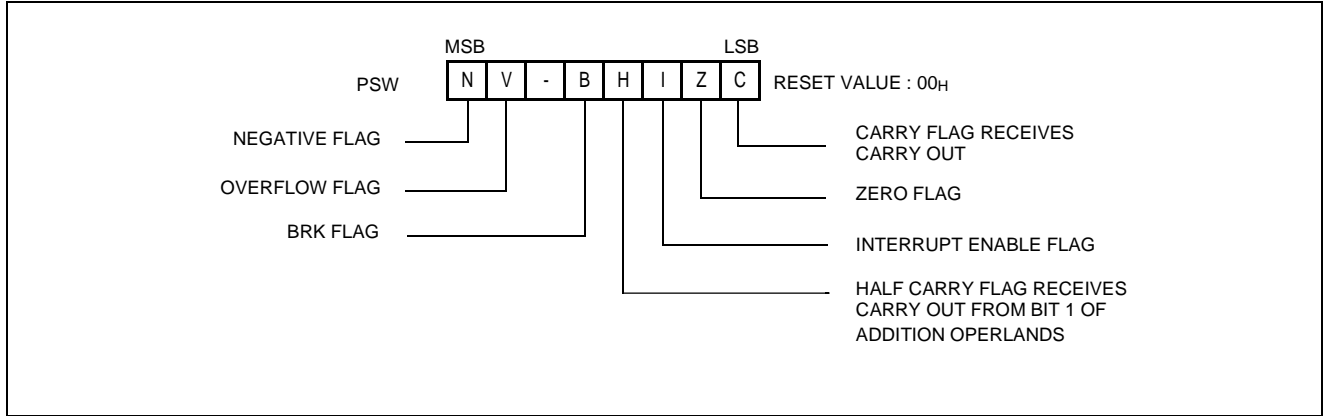 MSB LSB
PSW N V - B H I Z C RESET VALUE : 00H
NEGATIVE FLAG
OVERFLOW FLAG
BRK FLAG
CARRY FLAG RECEIVES
CARRY OUT
ZERO FLAG
INTERRUPT ENABLE FLAG
HALF CARRY FLAG RECEIVES
CARRY OUT FROM BIT 1 OF
ADDITION OPERLANDS